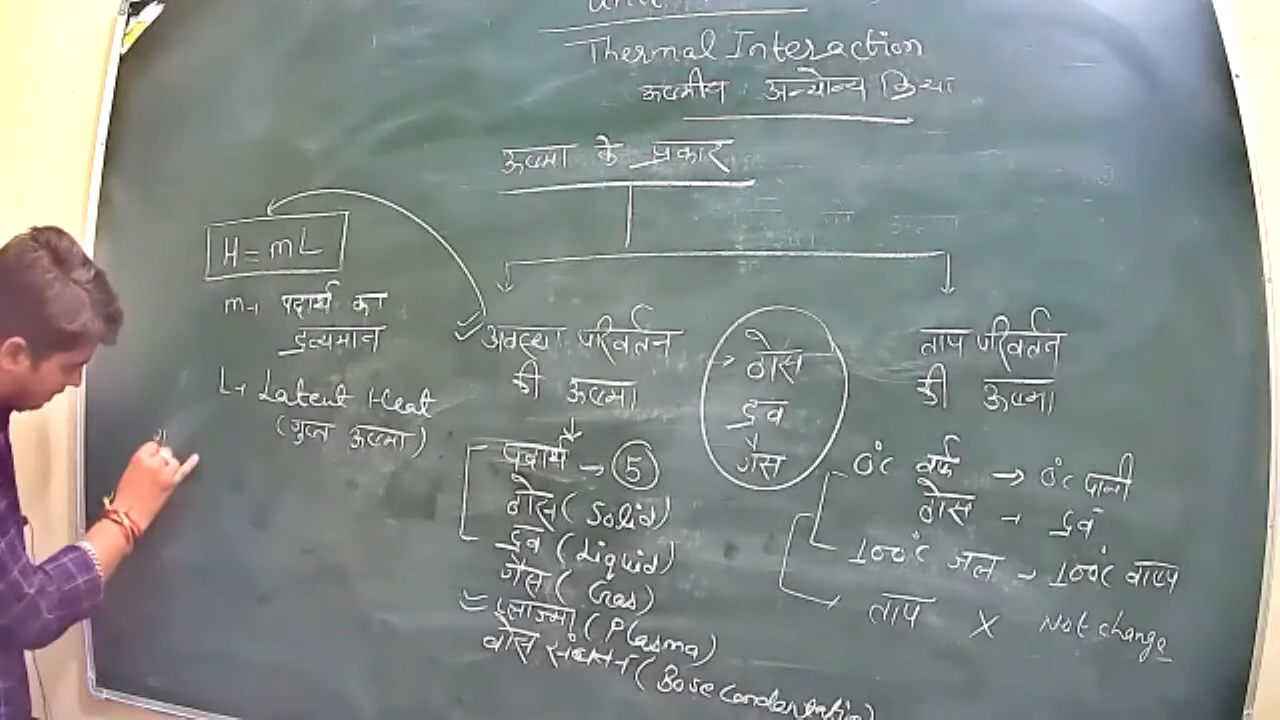 Thermal Interaction
ऊष्मीय अन्योन्य क्रिया
ऊष्मा के प्रकार
H = mL
m → पदार्थ का
द्रव्यमान
L → Latent Heat
(गुप्त ऊष्मा)
अवस्था परिवर्तन
की ऊष्मा
पदार्थ → 5
ठोस (Solid)
द्रव (Liquid)
गैस (Gas)
प्लाज्मा (Plasma)
बोस संघनन (Bose Condensation)
→ ठोस
द्रव
गैस
ताप परिवर्तन
की ऊष्मा
0°C बर्फ → 0°C पानी
ठोस → द्रव
100°C जल → 100°C वाष्प
ताप X Not change